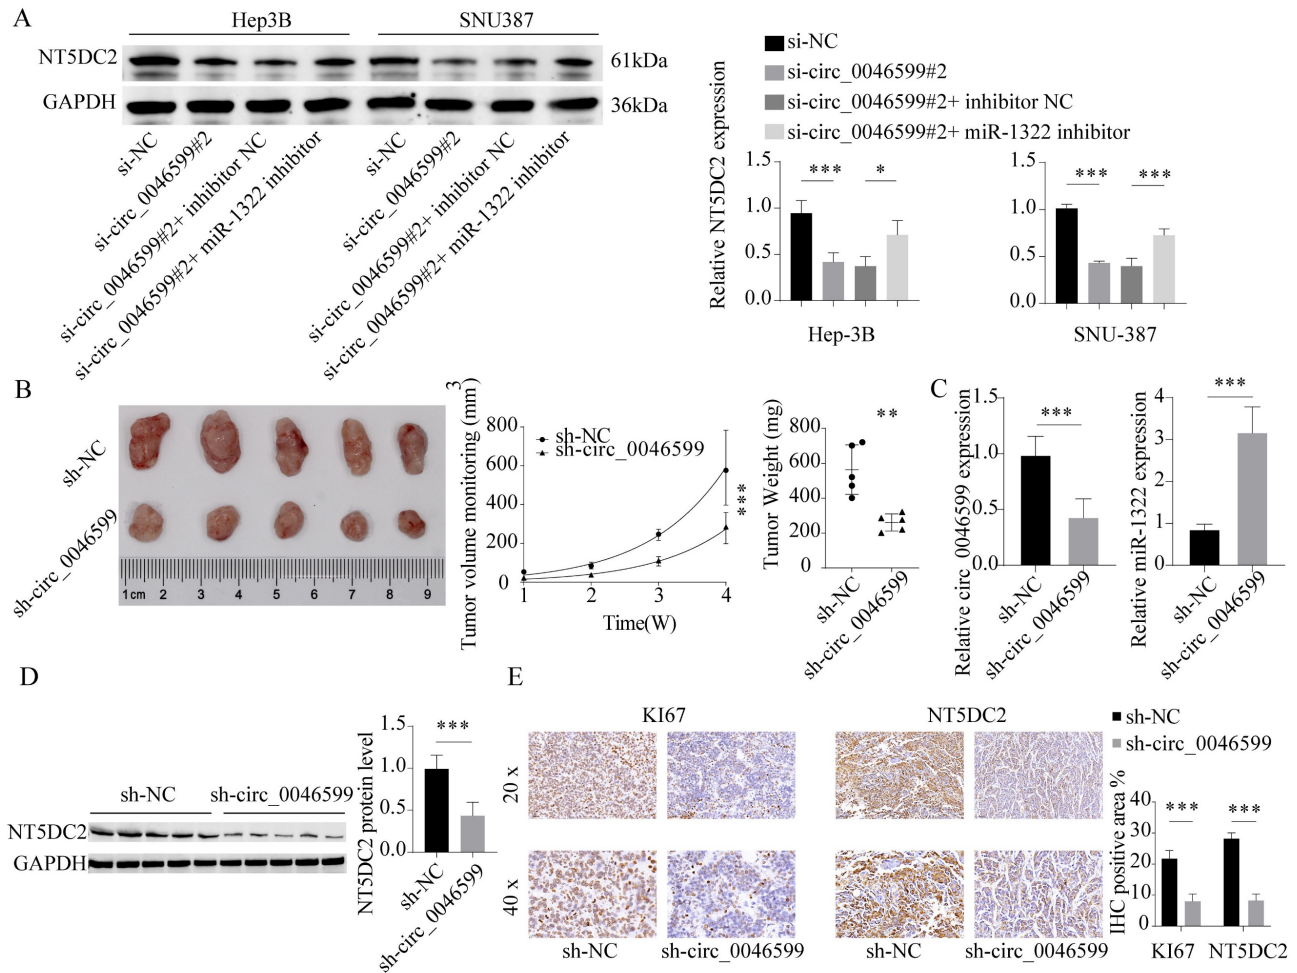 A
Hep3B
SNU387
NT5DC2
61kDa
GAPDH
36kDa
si-NC
si-circ_0046599#2
si-circ_0046599#2+ inhibitor NC
si-circ_0046599#2+ miR-1322 inhibitor
si-NC
si-circ_0046599#2
si-circ_0046599#2+ inhibitor NC
si-circ_0046599#2+ miR-1322 inhibitor
si-NC
si-circ_0046599#2
si-circ_0046599#2+ inhibitor NC
si-circ_0046599#2+ miR-1322 inhibitor
Relative NT5DC2 expression
1.5
1.0
0.5
0.0
***
*
Hep-3B
1.5
1.0
0.5
0.0
***
***
SNU-387
B
sh-NC
sh-circ_0046599
1cm 2 3 4 5 6 7 8 9
Tumor volume monitoring (mm3)
800
600
400
200
0
sh-NC
sh-circ_0046599
***
1 2 3 4
Time(W)
Tumor Weight (mg)
800
600
400
200
0
**
sh-NC
sh-circ_0046599
C
Relative circ_0046599 expression
1.5
1.0
0.5
0.0
***
sh-NC
sh-circ_0046599
Relative miR-1322 expression
4
3
2
1
0
***
sh-NC
sh-circ_0046599
D
sh-NC
sh-circ_0046599
NT5DC2
GAPDH
NT5DC2 protein level
1.5
1.0
0.5
0.0
***
sh-NC
sh-circ_0046599
E
KI67
NT5DC2
20 x
40 x
sh-NC
sh-circ_0046599
sh-NC
sh-circ_0046599
sh-NC
sh-circ_0046599
IHC positive area %
40
30
20
10
0
***
***
KI67
NT5DC2